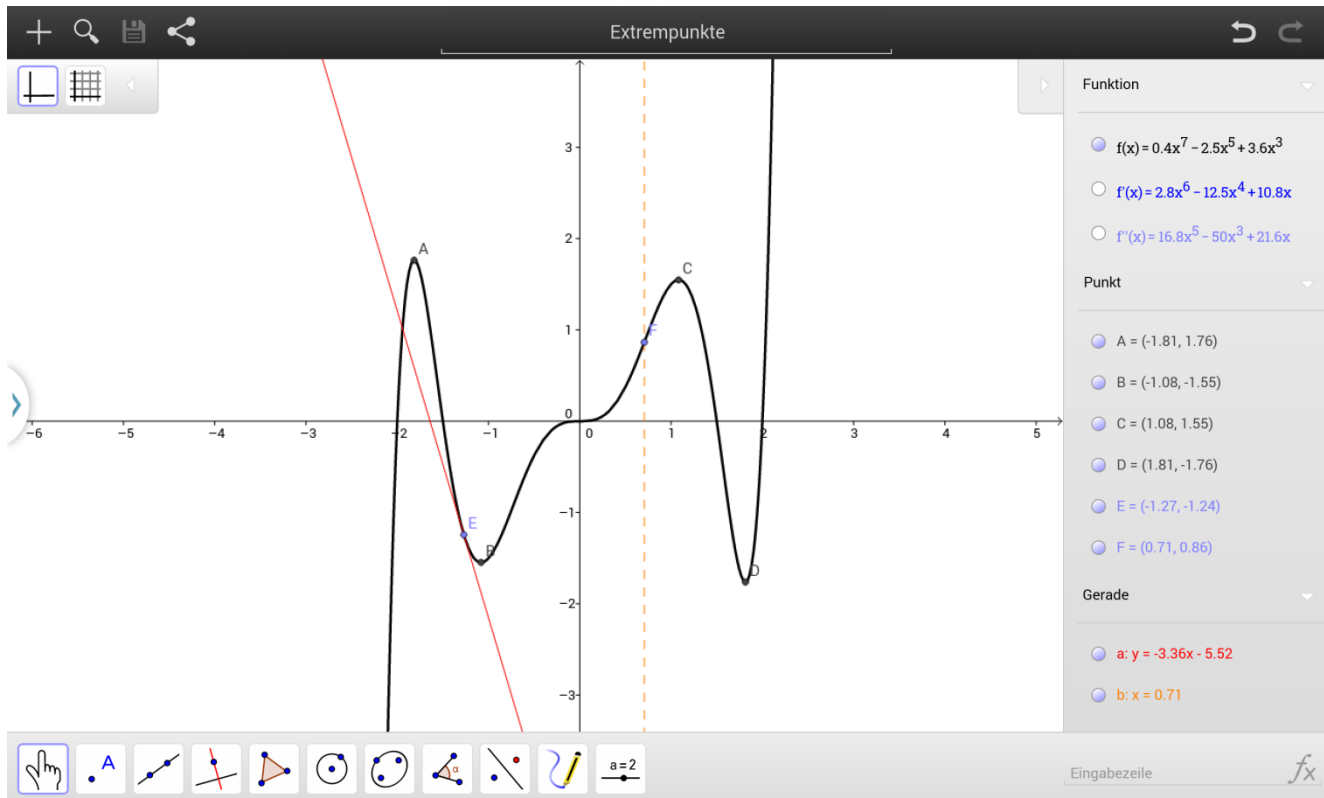 Extrempunkte
Funktion
f(x) = 0.4x⁷ − 2.5x⁵ + 3.6x³
f'(x) = 2.8x⁶ − 12.5x⁴ + 10.8x
f''(x) = 16.8x⁵ − 50x³ + 21.6x
Punkt
A = (-1.81, 1.76)
B = (-1.08, -1.55)
C = (1.08, 1.55)
D = (1.81, -1.76)
E = (-1.27, -1.24)
F = (0.71, 0.86)
Gerade
a: y = -3.36x - 5.52
b: x = 0.71
3
2
1
0
−1
−2
−3
−6 −5 −4 −3 −2 −1 0 1 2 3 4 5
A
C
F
E
B
D
A
α
a = 2
Eingabezeile
fx